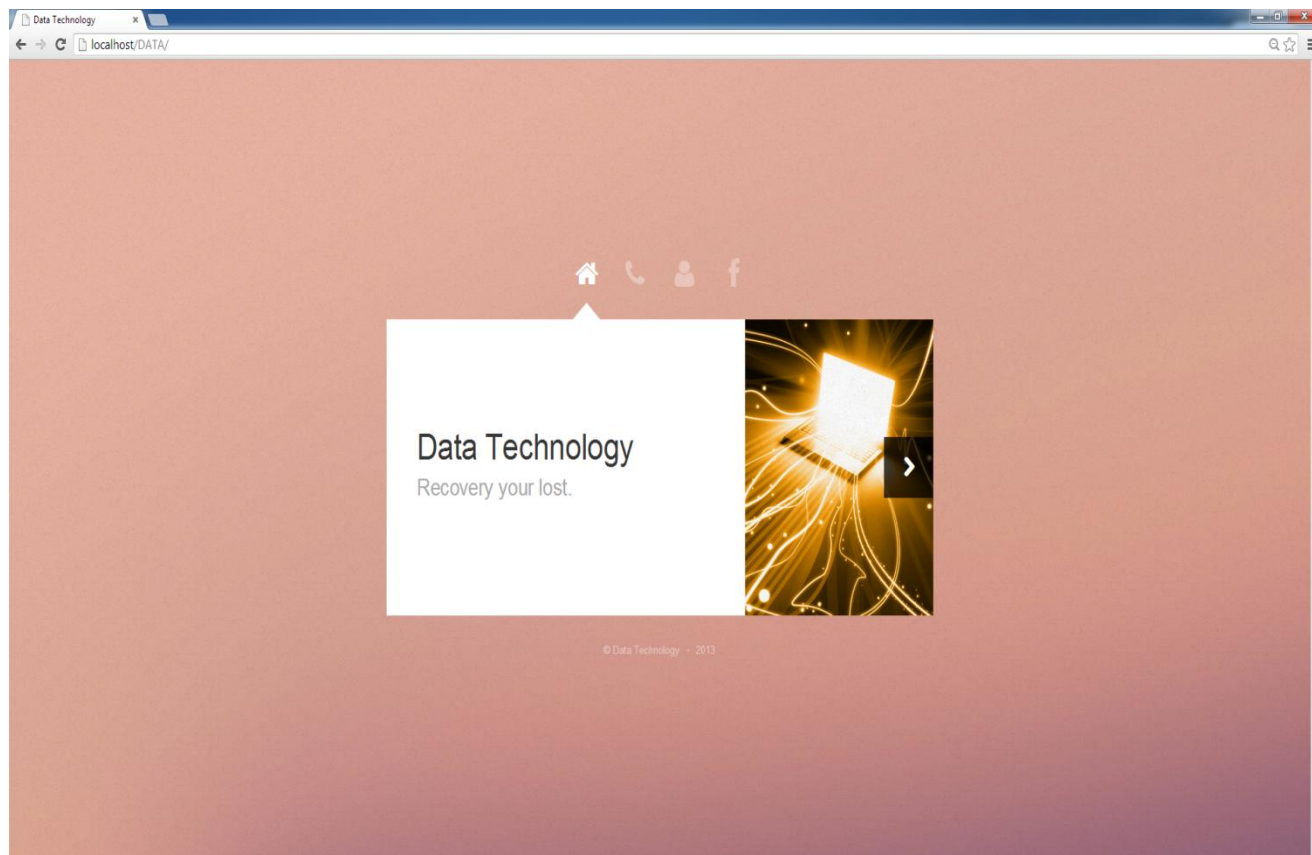 Data Technology
localhost/DATA/
Data Technology
Recovery your lost.
© Data Technology - 2013